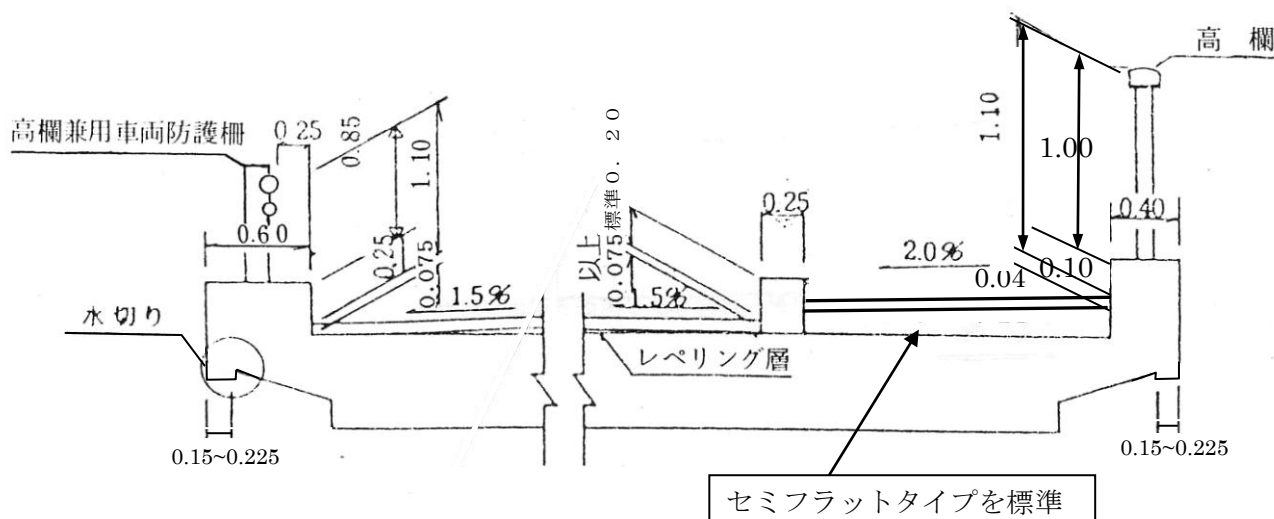 高欄
高欄兼用車両防護柵
0.25
0.85
1.10
標準0.20
1.10
1.00
0.25
0.40
0.60
0.25
0.075
以上
0.075
2.0%
0.04
0.10
1.5%
1.5%
水切り
レベリング層
0.15~0.225
0.15~0.225
セミフラットタイプを標準